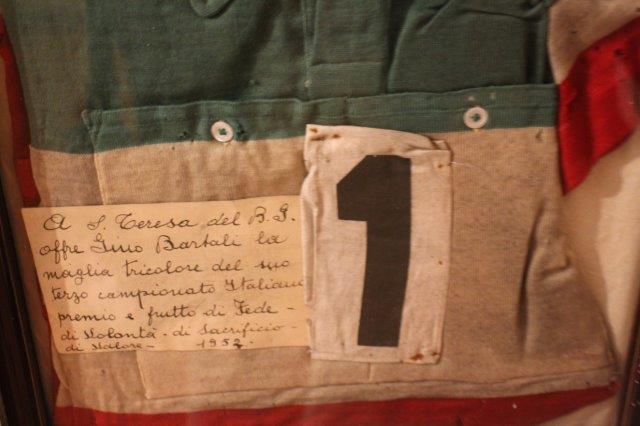 A S. Teresa del B. G.
offre Gino Bartali la
maglia tricolore del suo
terzo campionato Italiano
premio e frutto di Fede -
di Volontà - di Sacrificio -
di Valore - 1952.
1